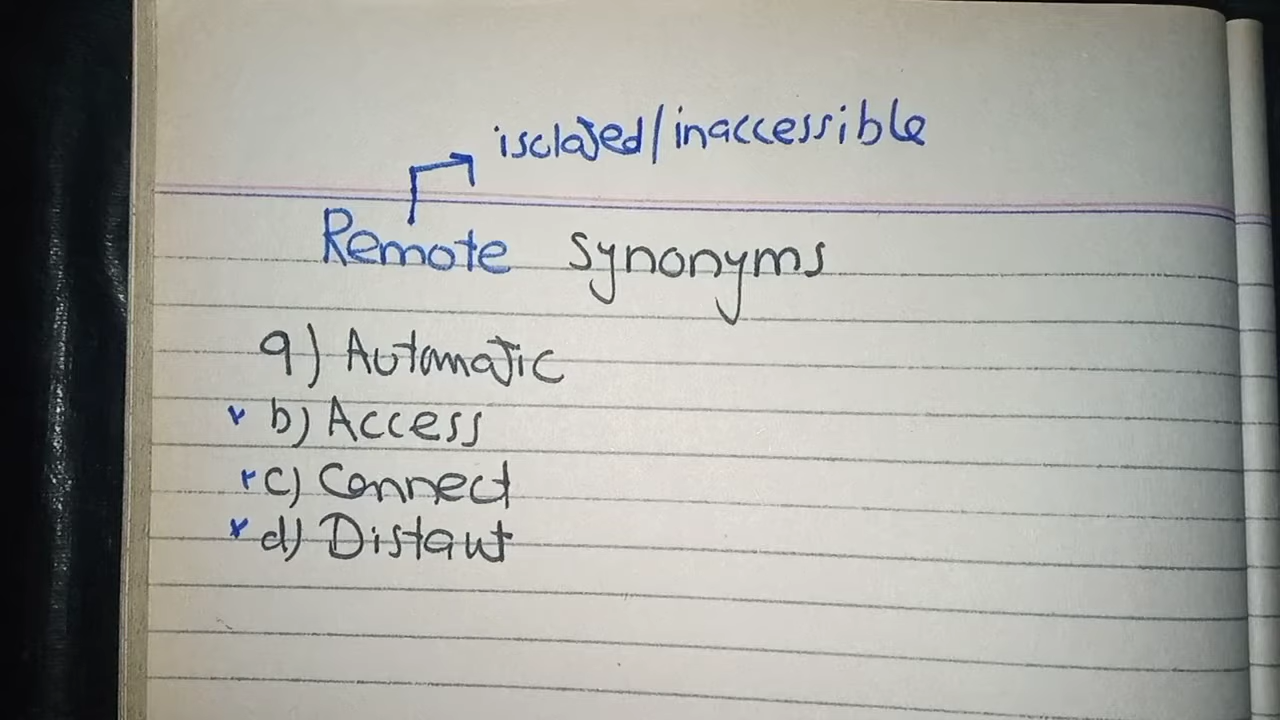 isolated/inaccessible
Remote synonyms
a) Automatic
x b) Access
x c) Connect
x d) Distant